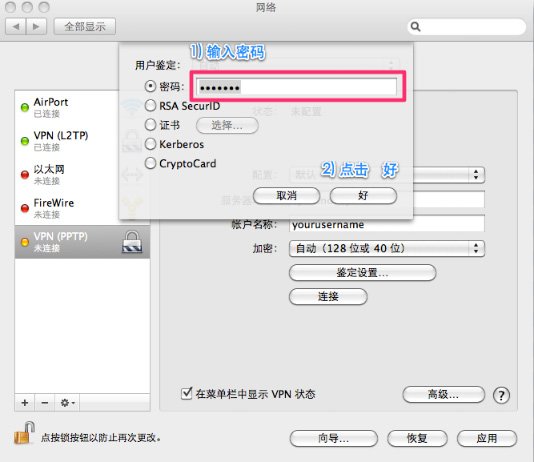 网络
全部显示
1) 输入密码
用户鉴定：
密码：
RSA SecurID
证书
选择...
Kerberos
CryptoCard
2) 点击 好
取消
好
AirPort
已连接
VPN (L2TP)
已连接
以太网
未连接
FireWire
未连接
VPN (PPTP)
未连接
状态： 未配置
配置： 默认
服务器
帐户名称： yourusername
加密： 自动（128 位或 40 位）
鉴定设置...
连接
在菜单栏中显示 VPN 状态
高级...
?
点按锁按钮以防止再次更改。
向导...
恢复
应用